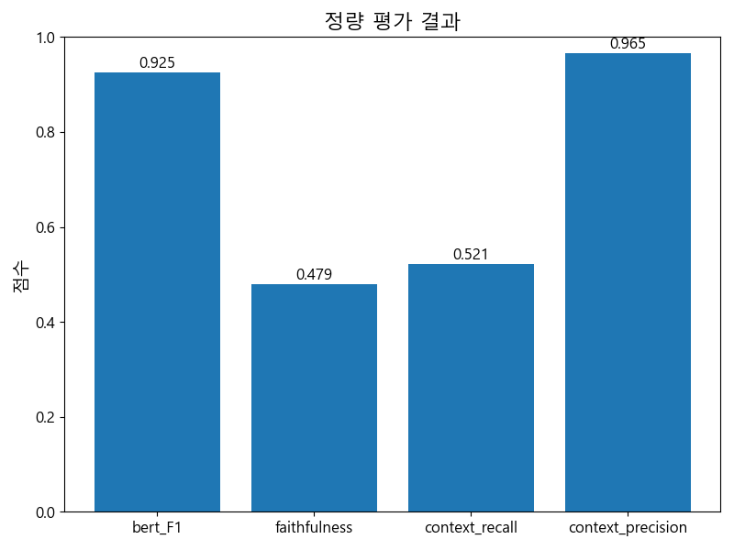 정량 평가 결과
점수
1.0
0.8
0.6
0.4
0.2
0.0
0.925
0.479
0.521
0.965
bert_F1
faithfulness
context_recall
context_precision